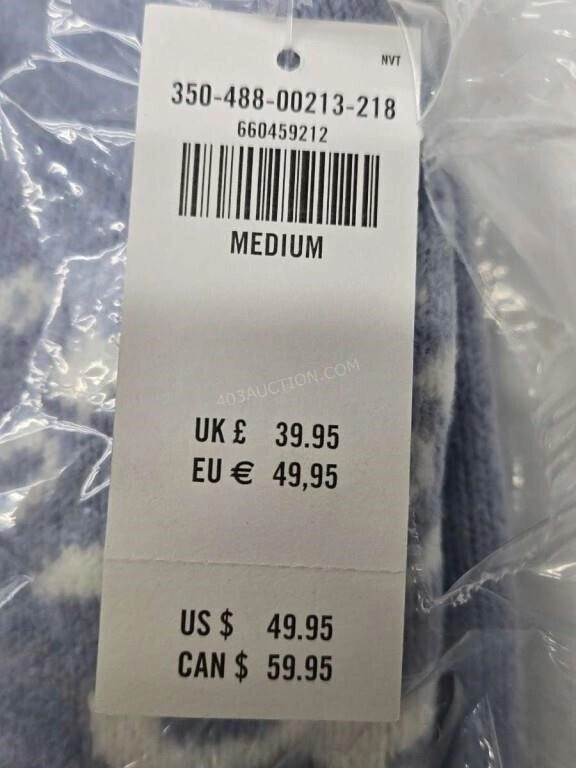 NVT
350-488-00213-218
660459212
MEDIUM
403AUCTION.COM
UK £ 39.95
EU € 49,95
US $ 49.95
CAN $ 59.95